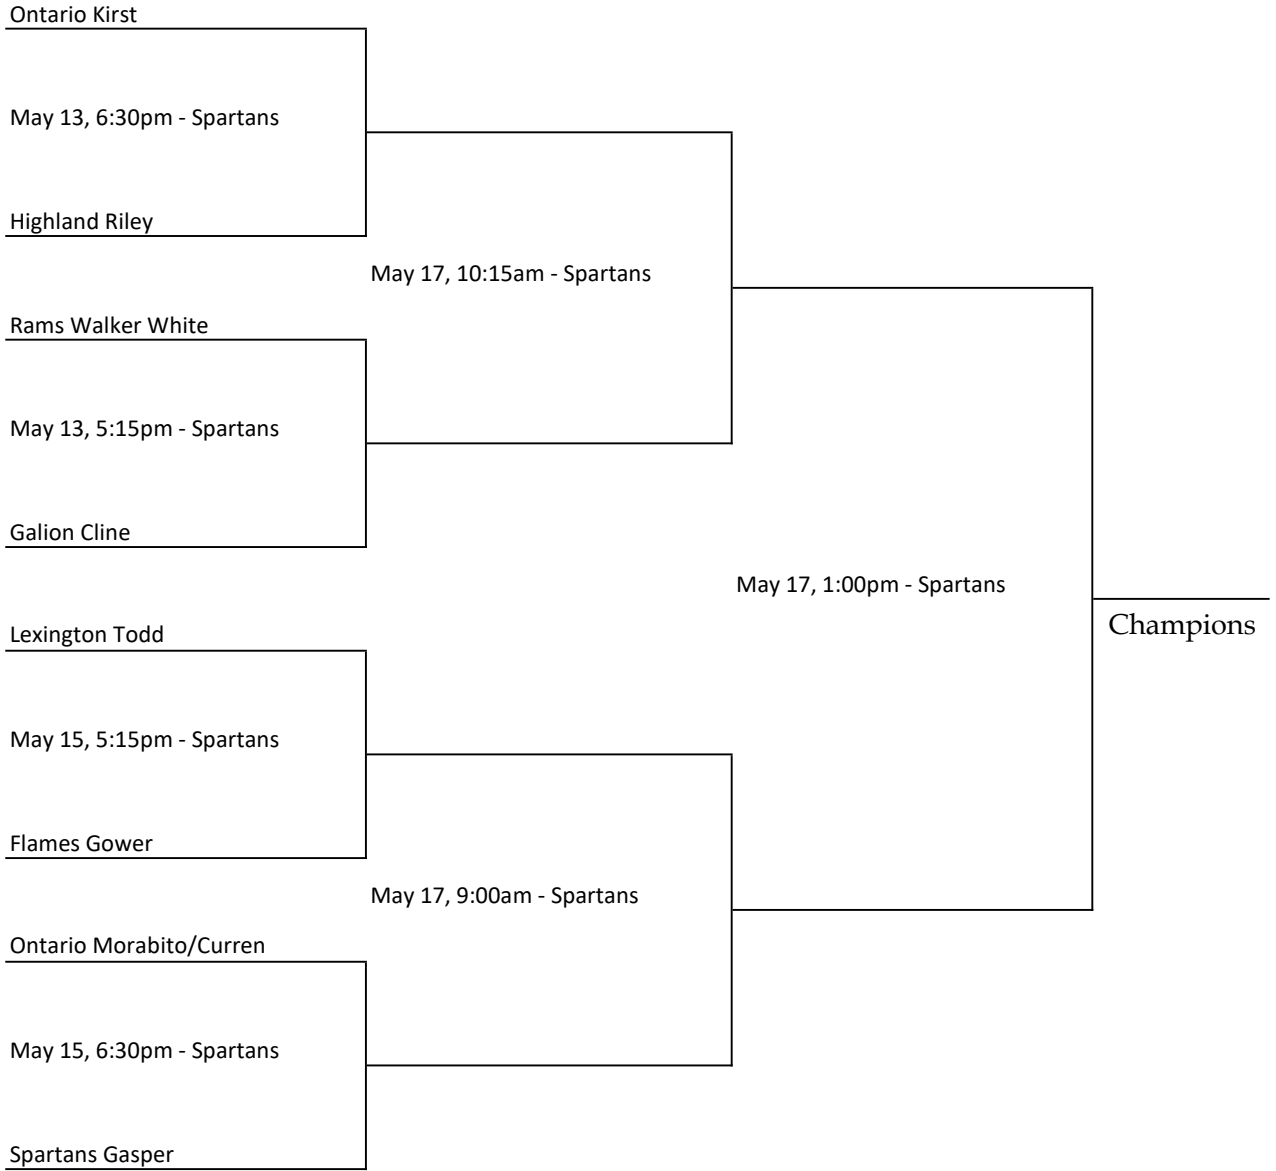 Ontario Kirst
May 13, 6:30pm - Spartans
Highland Riley
May 17, 10:15am - Spartans
Rams Walker White
May 13, 5:15pm - Spartans
Galion Cline
May 17, 1:00pm - Spartans
Champions
Lexington Todd
May 15, 5:15pm - Spartans
Flames Gower
May 17, 9:00am - Spartans
Ontario Morabito/Curren
May 15, 6:30pm - Spartans
Spartans Gasper